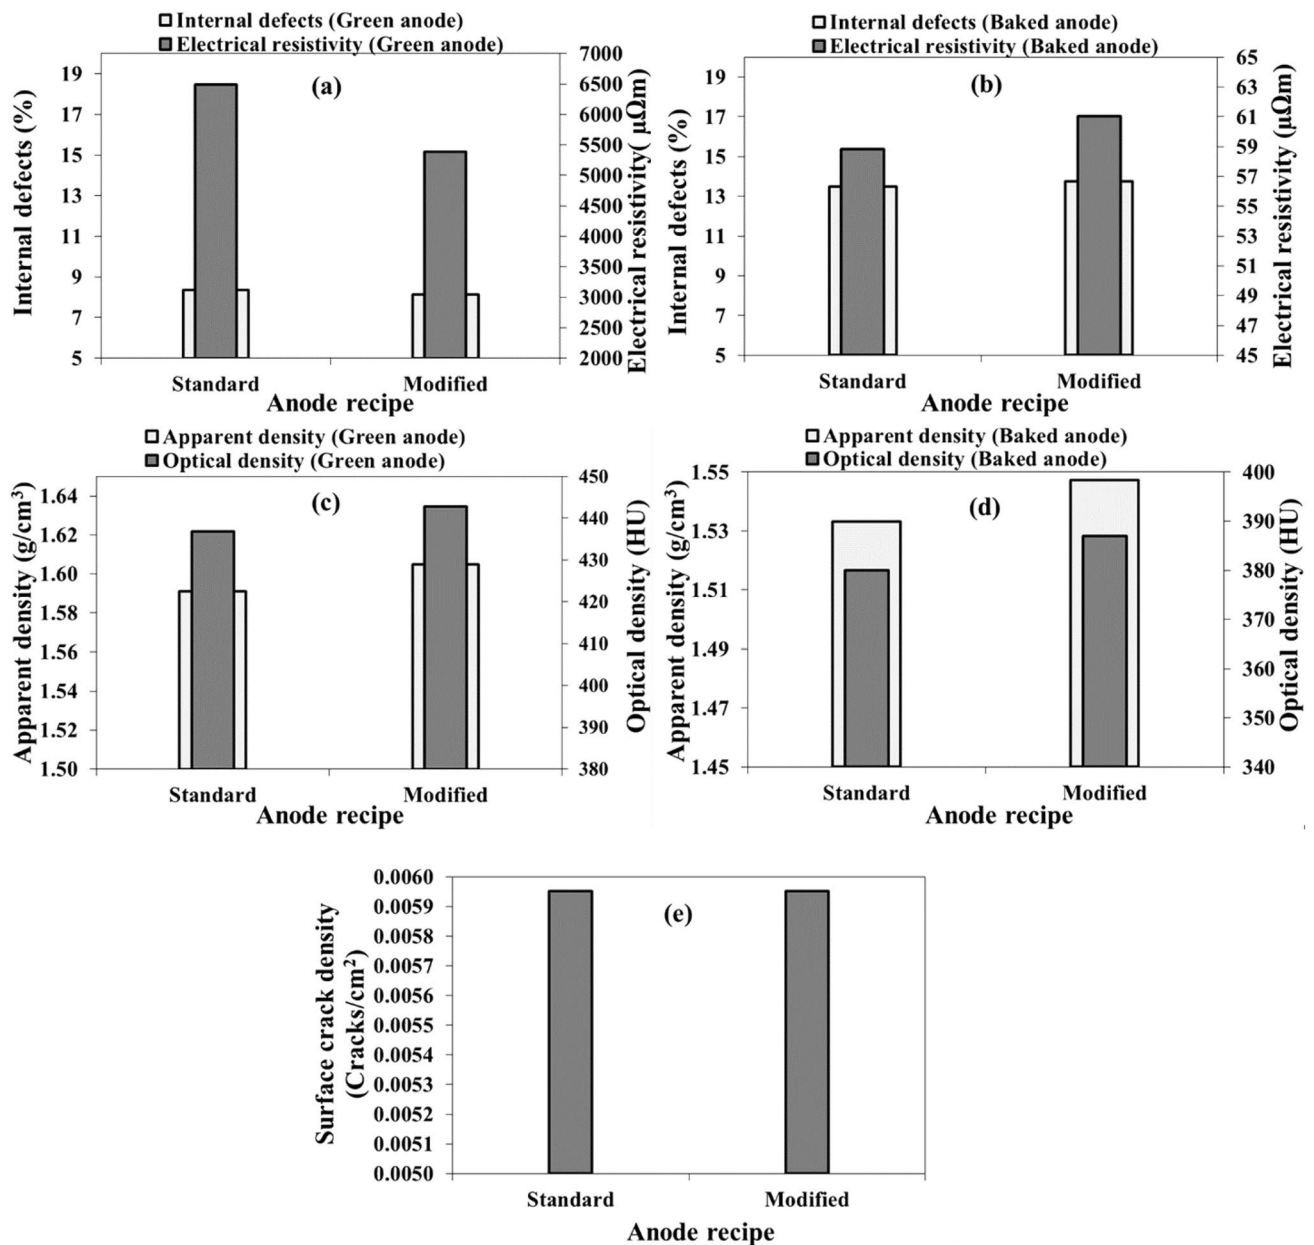 Internal defects (Green anode)
Electrical resistivity (Green anode)
(a)
Internal defects (%)
19
17
15
13
11
9
7
5
7000
6500
6000
5500
5000
4500
4000
3500
3000
2500
2000
Electrical resistivity( µΩm)
Standard
Modified
Anode recipe
Internal defects (Baked anode)
Electrical resistivity (Baked anode)
(b)
Internal defects (%)
19
17
15
13
11
9
7
5
65
63
61
59
57
55
53
51
49
47
45
Electrical resistivity (µΩm)
Standard
Modified
Anode recipe
Apparent density (Green anode)
Optical density (Green anode)
(c)
Apparent density (g/cm³)
1.64
1.62
1.60
1.58
1.56
1.54
1.52
1.50
450
440
430
420
410
400
390
380
Optical density (HU)
Standard
Modified
Anode recipe
Apparent density (Baked anode)
Optical density (Baked anode)
(d)
Apparent density (g/cm³)
1.55
1.53
1.51
1.49
1.47
1.45
400
390
380
370
360
350
340
Optical density (HU)
Standard
Modified
Anode recipe
(e)
Surface crack density
(Cracks/cm²)
0.0060
0.0059
0.0058
0.0057
0.0056
0.0055
0.0054
0.0053
0.0052
0.0051
0.0050
Standard
Modified
Anode recipe